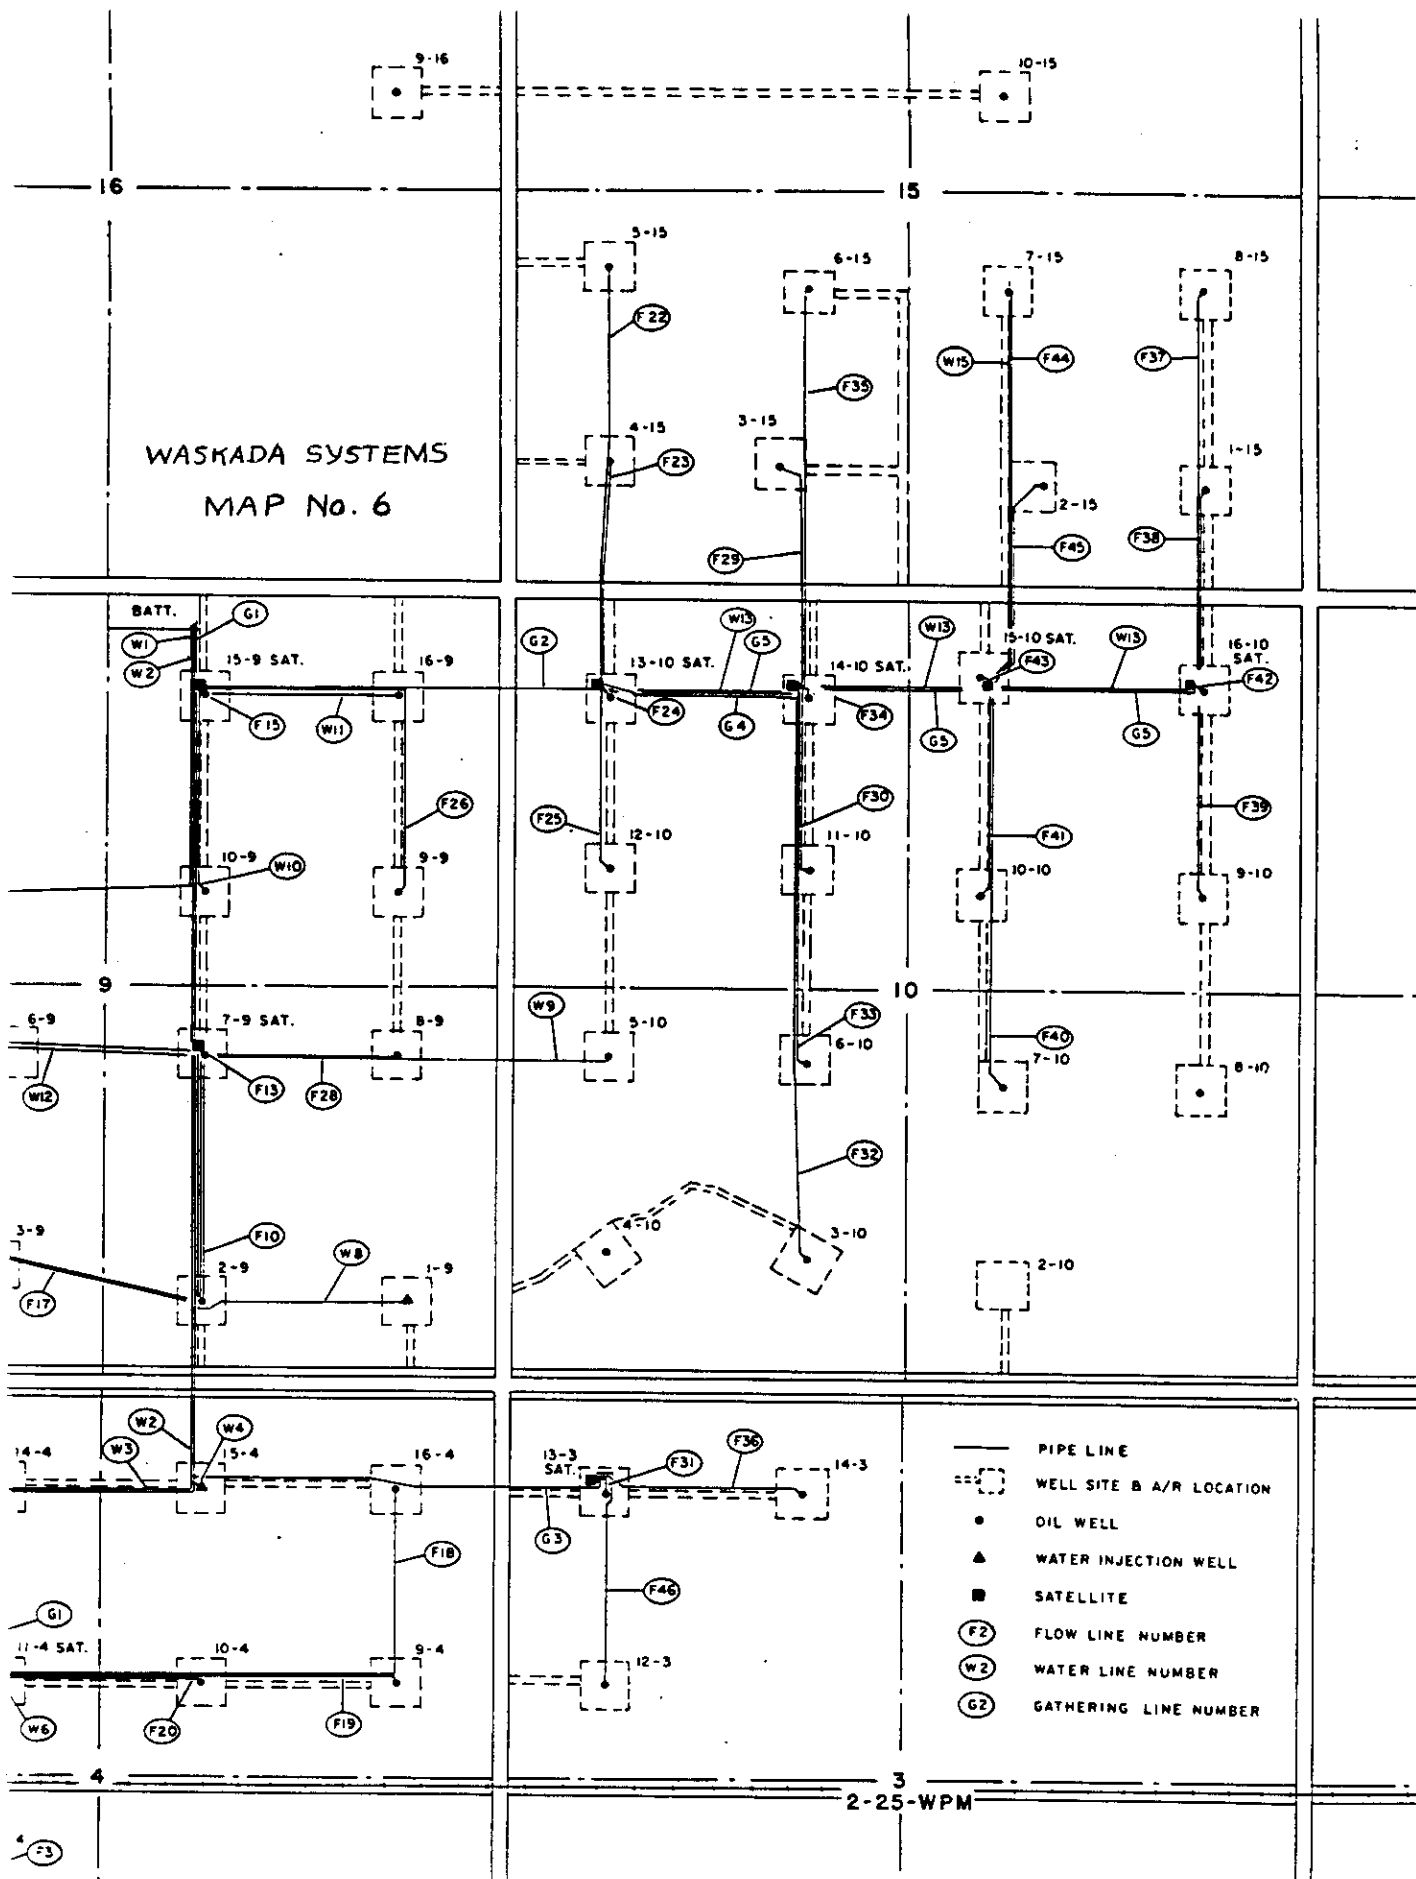 9-16
10-15
16
15
5-15
6-15
7-15
8-15
F22
W15
F44
F37
F35
WASKADA SYSTEMS
MAP No. 6
4-15
3-15
1-15
F23
2-15
F29
F45
F38
BATT.
G1
W1
W2
15-9 SAT.
16-9
G2
13-10 SAT.
W13
G5
14-10 SAT.
W13
15-10 SAT.
F43
W13
16-10
SAT.
F42
F15
W11
F24
G4
F34
G5
G5
F26
F25
F30
F39
12-10
11-10
F41
10-9
W10
9-9
10-10
9-10
9
10
6-9
7-9 SAT.
8-9
W9
5-10
F33
6-10
F40
7-10
8-10
W12
F13
F28
F32
3-9
F10
W8
4-10
3-10
2-9
1-9
2-10
F17
W2
W4
14-4
W3
15-4
16-4
13-3
SAT.
F31
F36
14-3
G3
F18
F46
G1
11-4 SAT.
10-4
9-4
12-3
W6
F20
F19
PIPE LINE
WELL SITE & A/R LOCATION
OIL WELL
WATER INJECTION WELL
SATELLITE
F2 FLOW LINE NUMBER
W2 WATER LINE NUMBER
G2 GATHERING LINE NUMBER
4
3
2-25-WPM
4
F3